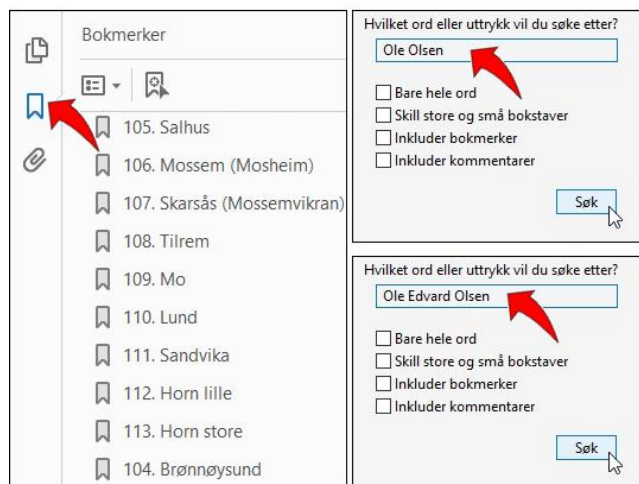 Bokmerker
105. Salhus
106. Mossem (Mosheim)
107. Skarsås (Mossemvikran)
108. Tilrem
109. Mo
110. Lund
111. Sandvika
112. Horn lille
113. Horn store
104. Brønnøysund
Hvilket ord eller uttrykk vil du søke etter?
Ole Olsen
Bare hele ord
Skill store og små bokstaver
Inkluder bokmerker
Inkluder kommentarer
Søk
Hvilket ord eller uttrykk vil du søke etter?
Ole Edvard Olsen
Bare hele ord
Skill store og små bokstaver
Inkluder bokmerker
Inkluder kommentarer
Søk